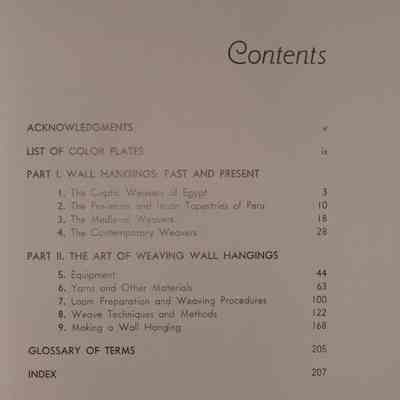 Contents
ACKNOWLEDGMENTS v
LIST OF COLOR PLATES ix
PART I. WALL HANGINGS: PAST AND PRESENT
1. The Coptic Weavers of Egypt 3
2. The Pre-Incan and Incan Tapestries of Peru 10
3. The Medieval Weavers 18
4. The Contemporary Weavers 28
PART II. THE ART OF WEAVING WALL HANGINGS
5. Equipment 44
6. Yarns and Other Materials 63
7. Loom Preparation and Weaving Procedures 100
8. Weave Techniques and Methods 122
9. Making a Wall Hanging 168
GLOSSARY OF TERMS 205
INDEX 207